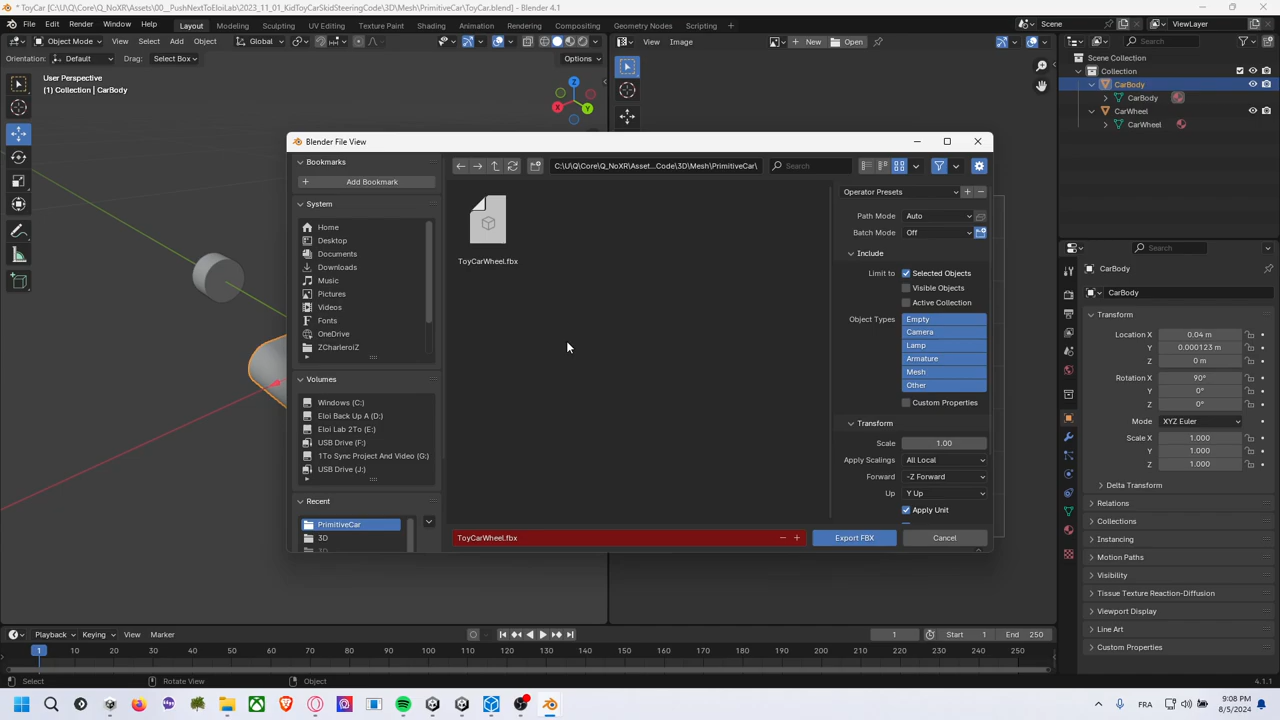 * ToyCar [C:\U\Q\Core\Q_NoXR\Assets\00__PushNextToEloiLab\2023_11_01_KidToyCarSkidSteeringCore\3D\Mesh\PrimitiveCar\ToyCar.blend] - Blender 4.1
File Edit Render Window Help Layout Modeling Sculpting UV Editing Texture Paint Shading Animation Rendering Compositing Geometry Nodes Scripting Scene ViewLayer
Object Mode View Select Add Object Global View Image New Open Search
Orientation: Default Drag: Select Box Options
User Perspective
(1) Collection | CarBody
Z
X
Y
Scene Collection
Collection
CarBody
CarBody
CarWheel
CarWheel
Blender File View
Bookmarks
Add Bookmark
System
Home
Desktop
Documents
Downloads
Music
Pictures
Videos
Fonts
OneDrive
ZCharleroiZ
Volumes
Windows (C:)
Eloi Back Up A (D:)
Eloi Lab 2To (E:)
USB Drive (F:)
1To Sync Project And Video (G:)
USB Drive (J:)
Recent
PrimitiveCar
3D
3D
C:\U\Q\Core\Q_NoXR\Asset...Code\3D\Mesh\PrimitiveCar\ Search
ToyCarWheel.fbx
Operator Presets
Path Mode Auto
Batch Mode Off
Include
Limit to Selected Objects
Visible Objects
Active Collection
Object Types Empty
Camera
Lamp
Armature
Mesh
Other
Custom Properties
Transform
Scale 1.00
Apply Scalings All Local
Forward -Z Forward
Up Y Up
Apply Unit
ToyCarWheel.fbx Export FBX Cancel
Search
CarBody
CarBody
Transform
Location X 0.04 m
Y 0.000123 m
Z 0 m
Rotation X 90°
Y 0°
Z 0°
Mode XYZ Euler
Scale X 1.000
Y 1.000
Z 1.000
Delta Transform
Relations
Collections
Instancing
Motion Paths
Visibility
Tissue Texture Reaction-Diffusion
Viewport Display
Line Art
Custom Properties
Playback Keying View Marker 1 Start 1 End 250
1 10 20 30 40 50 60 70 80 90 100 110 120 130 140 150 160 170 180 190 200 210 220 230 240 250
Select Rotate View Object 4.1.1
FRA 9:08 PM
8/5/2024